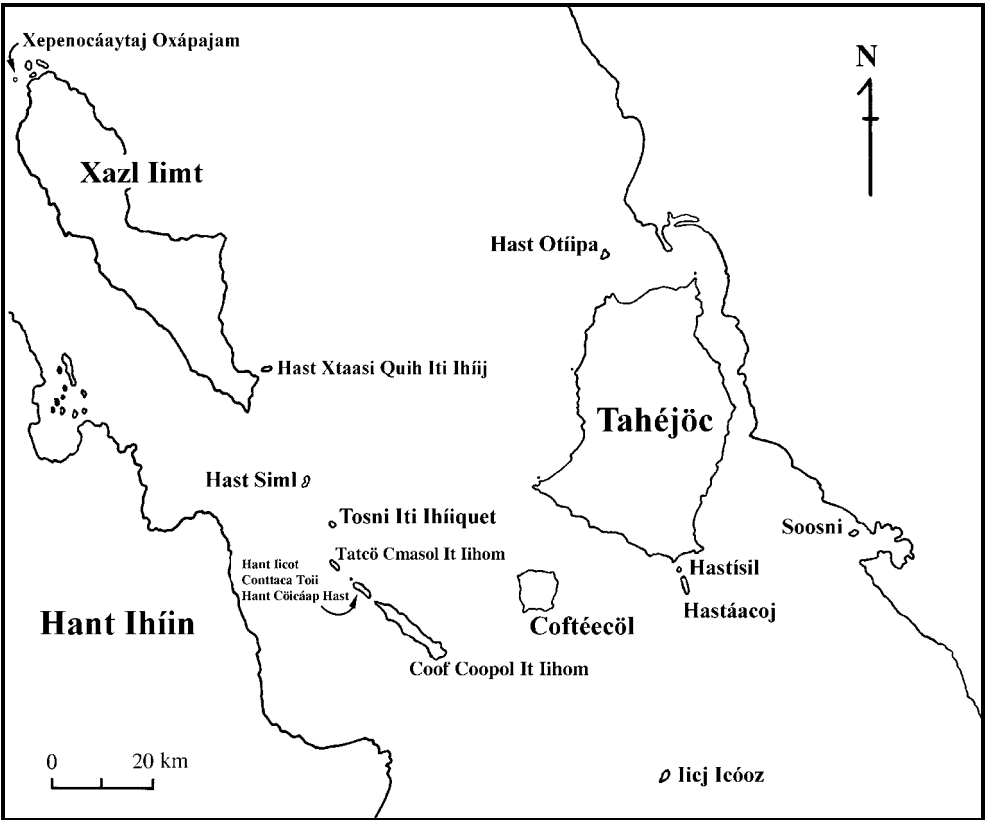 Xepenocáaytaj Oxápajam
N
Xazl Iimt
Hast Otíipa
Hast Xtaasi Quih Iti Ihíij
Tahéjöc
Hast Siml
Tosni Iti Ihíiquet
Soosni
Tatcö Cmasol It Iihom
Hant Iicot
Conttaca Toii
Hant Cöicáap Hast
Hastísil
Hastáacoj
Hant Ihíin
Coftéecöl
Coof Coopol It Iihom
0 20 km
Iicj Icóoz